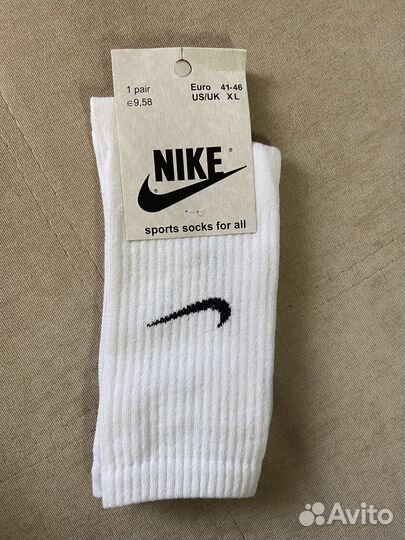 1 pair Euro 41-46
€9,58 US/UK XL
NIKE
sports socks for all
Avito